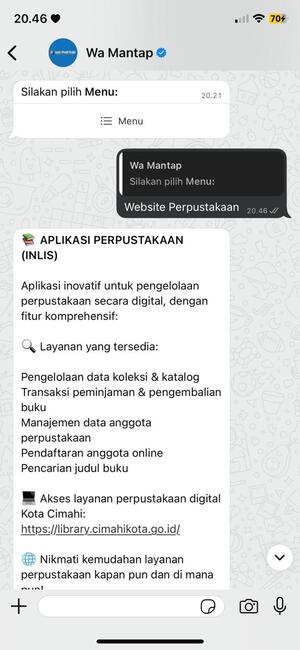 20.46
70
Wa Mantap
Silakan pilih Menu:
20.21
Menu
Wa Mantap
Silakan pilih Menu:
Website Perpustakaan
20.46
📚 APLIKASI PERPUSTAKAAN
(INLIS)
Aplikasi inovatif untuk pengelolaan
perpustakaan secara digital, dengan
fitur komprehensif:
🔍 Layanan yang tersedia:
Pengelolaan data koleksi & katalog
Transaksi peminjaman & pengembalian
buku
Manajemen data anggota
perpustakaan
Pendaftaran anggota online
Pencarian judul buku
💻 Akses layanan perpustakaan digital
Kota Cimahi:
https://library.cimahikota.go.id/
🌐 Nikmati kemudahan layanan
perpustakaan kapan pun dan di mana